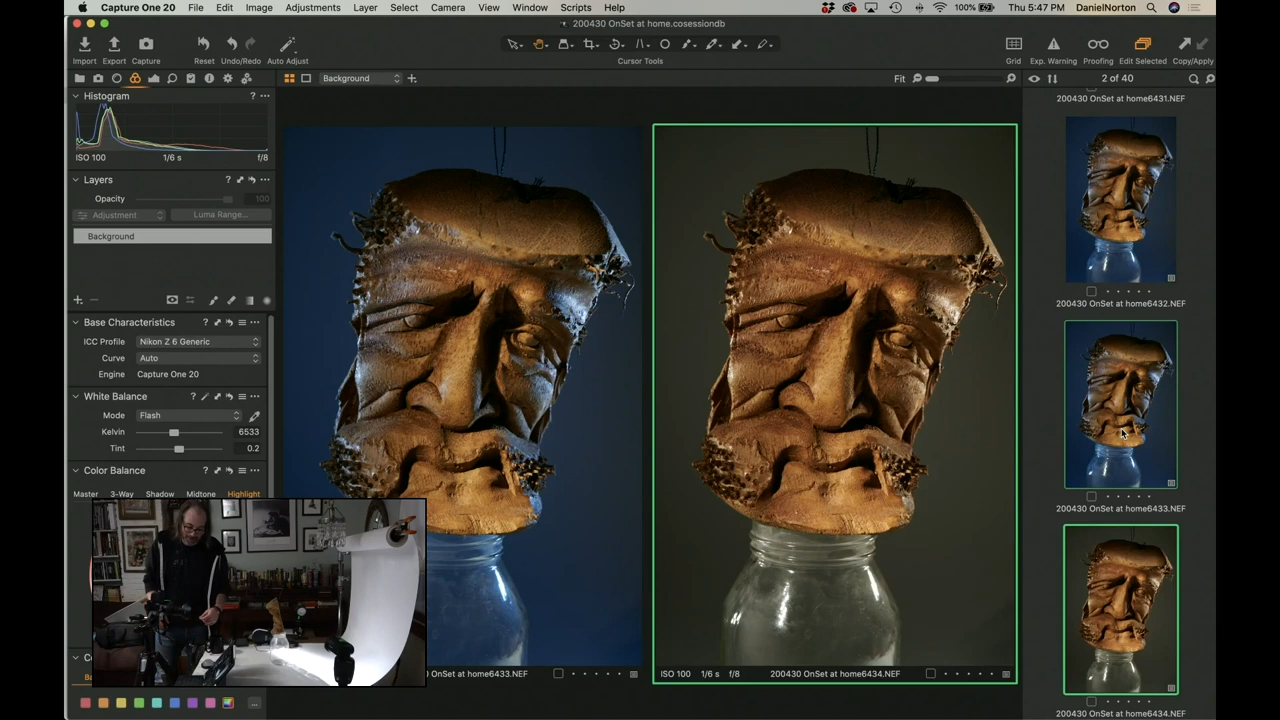 Capture One 20 File Edit Image Adjustments Layer Select Camera View Window Scripts Help 100% Thu 5:47 PM DanielNorton
200430 OnSet at home.cosessiondb
Import Export Capture Reset Undo/Redo Auto Adjust Cursor Tools Grid Exp. Warning Proofing Edit Selected Copy/Apply
Background Fit 2 of 40
Histogram ? ...
200430 OnSet at home6431.NEF
ISO 100 1/6 s f/8
Layers ? ...
Opacity 100
Adjustment Luma Range...
Background
200430 OnSet at home6432.NEF
Base Characteristics ? ...
ICC Profile Nikon Z 6 Generic
Curve Auto
Engine Capture One 20
White Balance ? ...
Mode Flash
Kelvin 6533
Tint 0.2
Color Balance ? ...
Master 3-Way Shadow Midtone Highlight
200430 OnSet at home6433.NEF
OnSet at home6433.NEF
ISO 100 1/6 s f/8 200430 OnSet at home6434.NEF
200430 OnSet at home6434.NEF